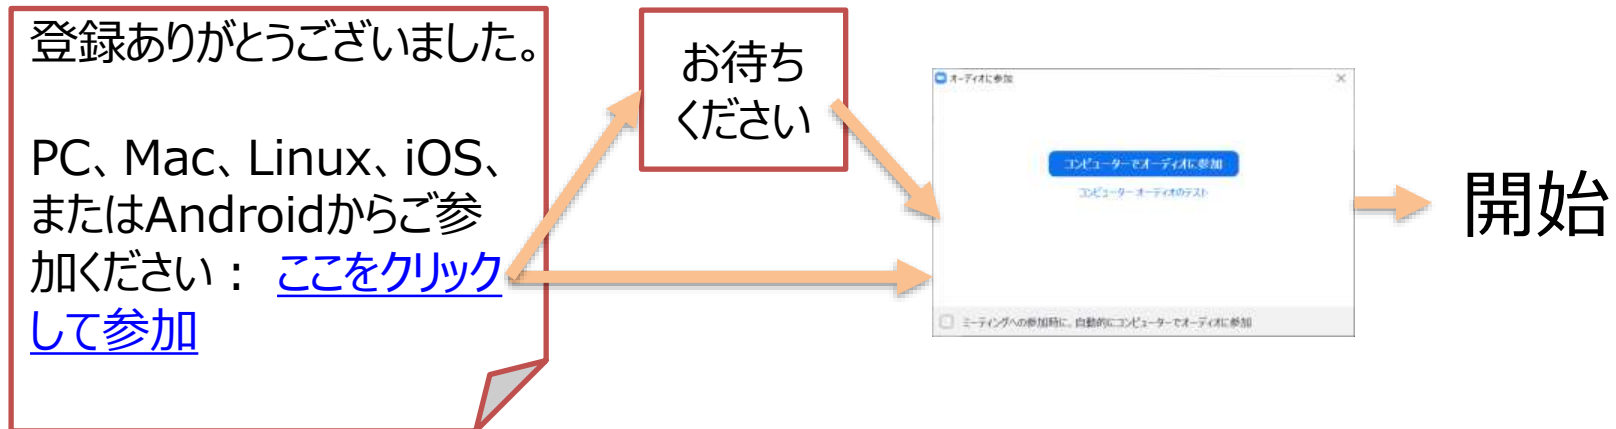 登録ありがとうございました。
PC、Mac、Linux、iOS、
またはAndroidからご参
加ください： ここをクリック
して参加
お待ち
ください
オーディオに参加
コンピューターでオーディオに参加
コンピューター オーディオのテスト
ミーティングへの参加時に、自動的にコンピューターでオーディオに参加
開始